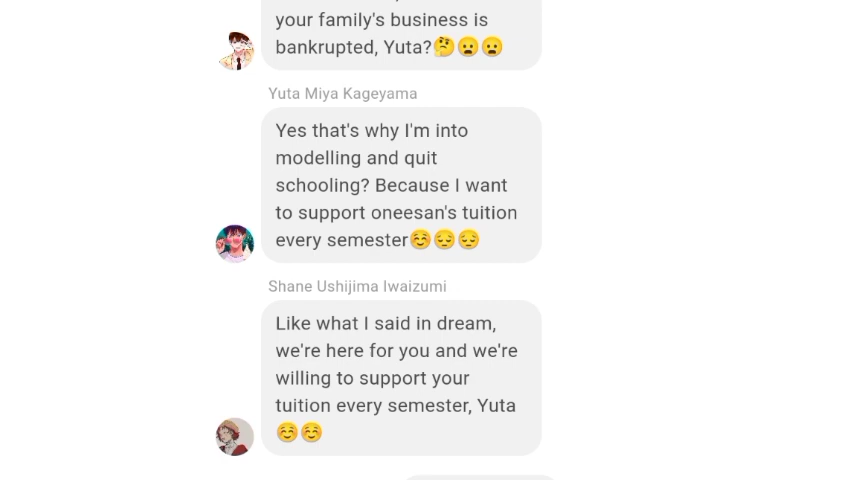 your family's business is
bankrupted, Yuta?🤔😦😦
Yuta Miya Kageyama
Yes that's why I'm into
modelling and quit
schooling? Because I want
to support oneesan's tuition
every semester☺️😔😔
Shane Ushijima Iwaizumi
Like what I said in dream,
we're here for you and we're
willing to support your
tuition every semester, Yuta
☺️☺️